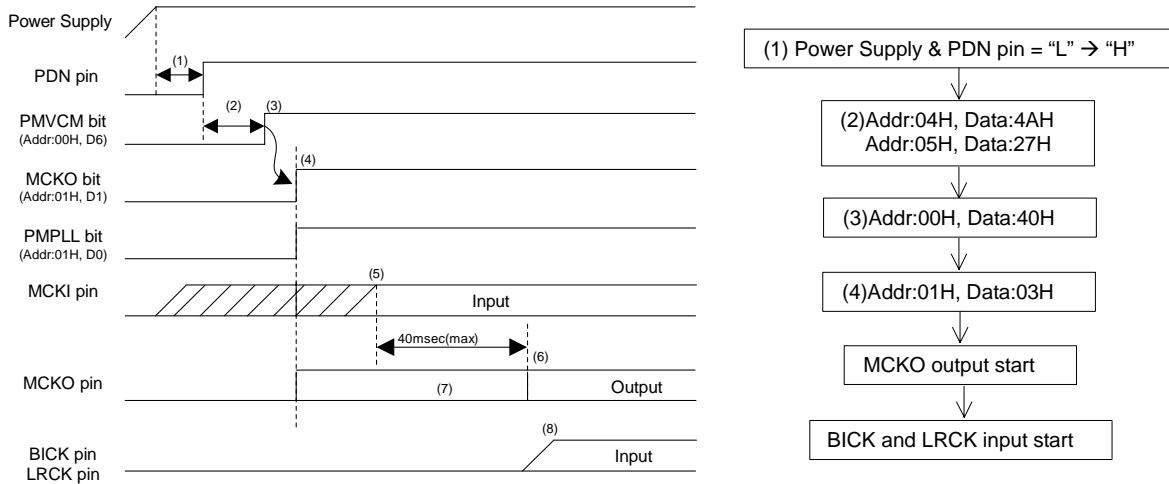 Power Supply
(1)
PDN pin
(2)
(3)
PMVCM bit
(Addr:00H, D6)
(4)
MCKO bit
(Addr:01H, D1)
PMPLL bit
(Addr:01H, D0)
(5)
MCKI pin
Input
40msec(max)
(6)
MCKO pin
(7)
Output
(8)
BICK pin
LRCK pin
Input
(1) Power Supply & PDN pin = “L” → “H”
(2)Addr:04H, Data:4AH
Addr:05H, Data:27H
(3)Addr:00H, Data:40H
(4)Addr:01H, Data:03H
MCKO output start
BICK and LRCK input start